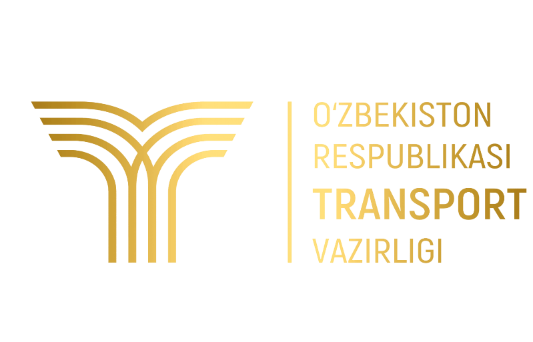 O‘ZBEKISTON
RESPUBLIKASI
TRANSPORT
VAZIRLIGI